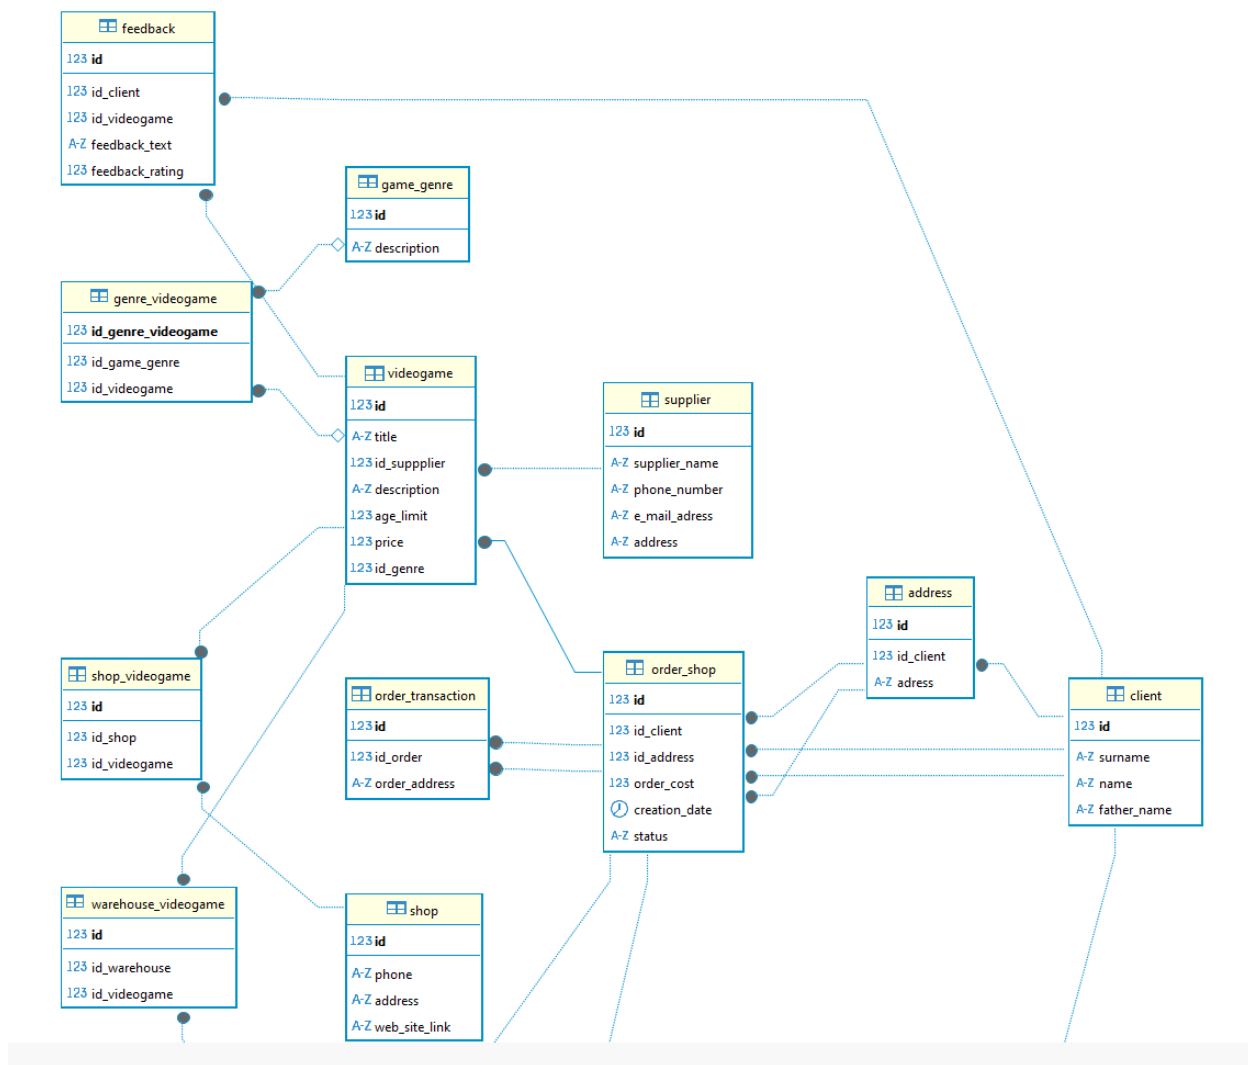 feedback
123 id
123 id_client
123 id_videogame
A-Z feedback_text
123 feedback_rating
game_genre
123 id
A-Z description
genre_videogame
123 id_genre_videogame
123 id_game_genre
123 id_videogame
videogame
123 id
A-Z title
123 id_suppplier
A-Z description
123 age_limit
123 price
123 id_genre
supplier
123 id
A-Z supplier_name
A-Z phone_number
A-Z e_mail_adress
A-Z address
address
123 id
123 id_client
A-Z adress
shop_videogame
123 id
123 id_shop
123 id_videogame
order_transaction
123 id
123 id_order
A-Z order_address
order_shop
123 id
123 id_client
123 id_address
123 order_cost
creation_date
A-Z status
client
123 id
A-Z surname
A-Z name
A-Z father_name
warehouse_videogame
123 id
123 id_warehouse
123 id_videogame
shop
123 id
A-Z phone
A-Z address
A-Z web_site_link